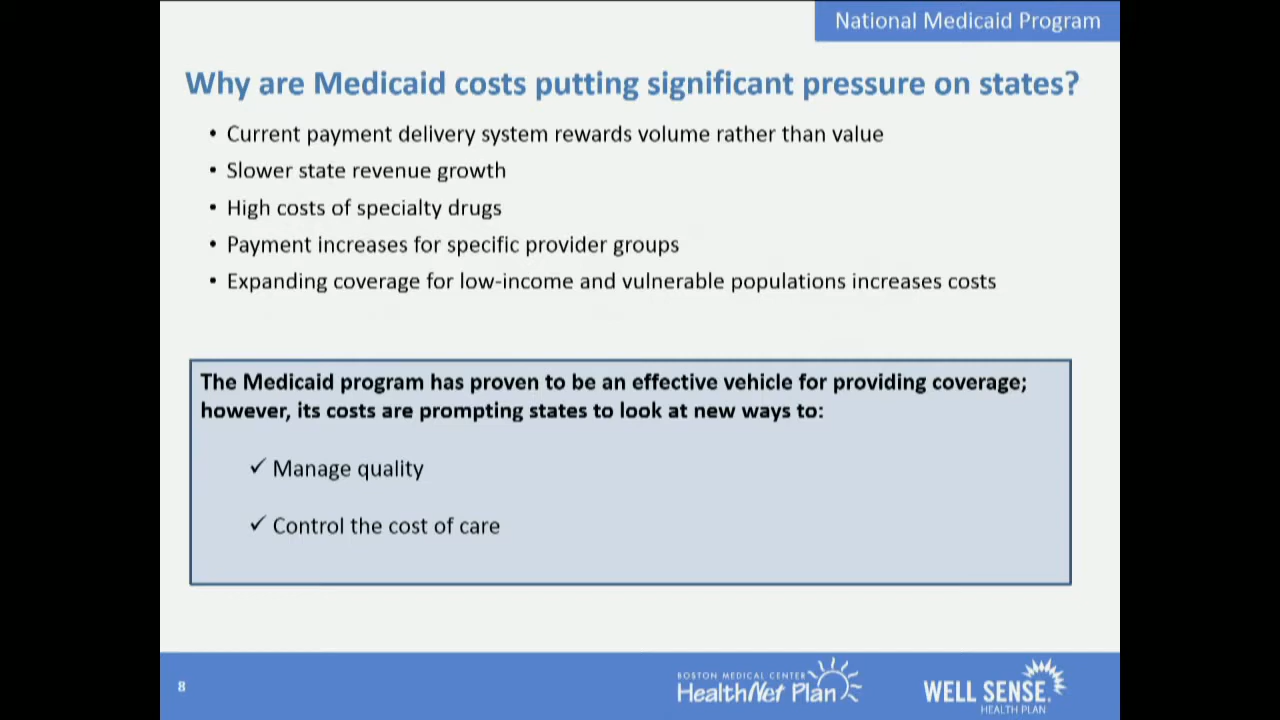 National Medicaid Program
Why are Medicaid costs putting significant pressure on states?
• Current payment delivery system rewards volume rather than value
• Slower state revenue growth
• High costs of specialty drugs
• Payment increases for specific provider groups
• Expanding coverage for low-income and vulnerable populations increases costs
The Medicaid program has proven to be an effective vehicle for providing coverage;
however, its costs are prompting states to look at new ways to:
✓ Manage quality
✓ Control the cost of care
8
BOSTON MEDICAL CENTER
HealthNet Plan
WELL SENSE
HEALTH PLAN